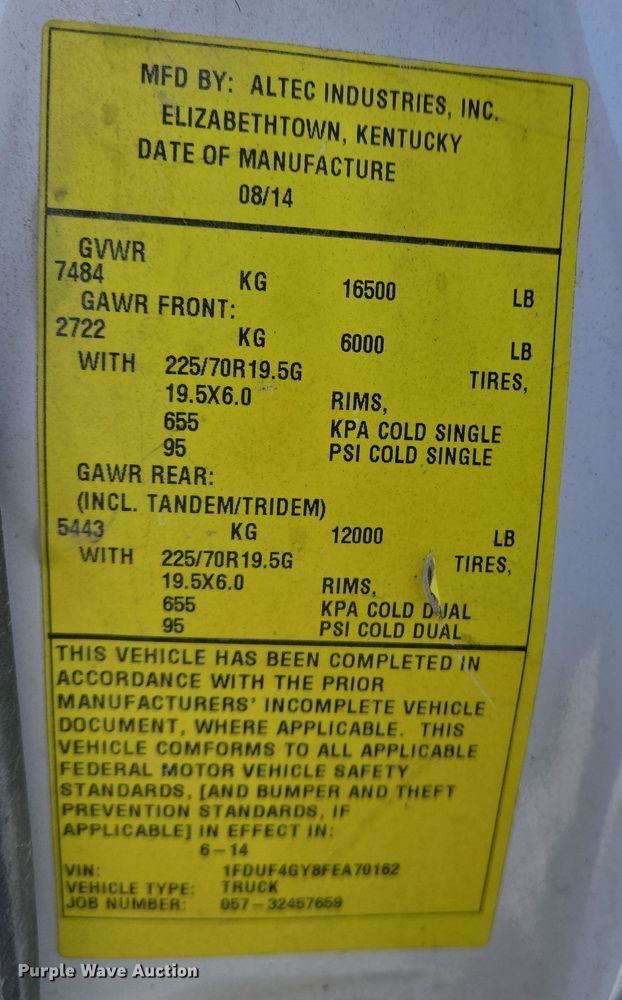 MFD BY: ALTEC INDUSTRIES, INC.
ELIZABETHTOWN, KENTUCKY
DATE OF MANUFACTURE
08/14
GVWR
7484 KG 16500 LB
GAWR FRONT:
2722 KG 6000 LB
WITH 225/70R19.5G TIRES,
19.5X6.0 RIMS,
655 KPA COLD SINGLE
95 PSI COLD SINGLE
GAWR REAR:
(INCL. TANDEM/TRIDEM)
5443 KG 12000 LB
WITH 225/70R19.5G TIRES,
19.5X6.0 RIMS,
655 KPA COLD DUAL
95 PSI COLD DUAL
THIS VEHICLE HAS BEEN COMPLETED IN
ACCORDANCE WITH THE PRIOR
MANUFACTURERS' INCOMPLETE VEHICLE
DOCUMENT, WHERE APPLICABLE. THIS
VEHICLE COMFORMS TO ALL APPLICABLE
FEDERAL MOTOR VEHICLE SAFETY
STANDARDS, [AND BUMPER AND THEFT
PREVENTION STANDARDS, IF
APPLICABLE] IN EFFECT IN:
6-14
VIN: 1FDUF4GY8FEA70162
VEHICLE TYPE: TRUCK
JOB NUMBER: 057-32457659
Purple Wave Auction